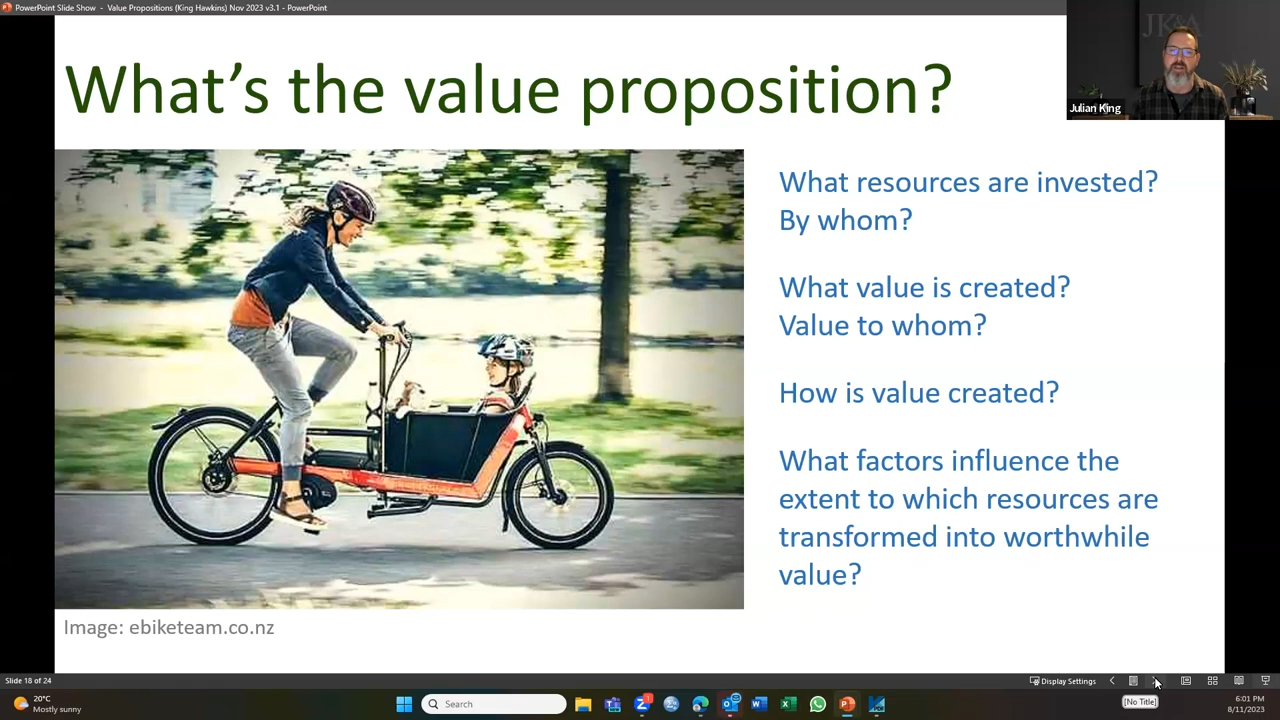 PowerPoint Slide Show - Value Propositions (King Hawkins) Nov 2023 v3.1 - PowerPoint
JK&A
Julian King
What's the value proposition?
What resources are invested?
By whom?
What value is created?
Value to whom?
How is value created?
What factors influence the
extent to which resources are
transformed into worthwhile
value?
Image: ebiketeam.co.nz
Slide 18 of 24
Display Settings
[No Title]
20°C
Mostly sunny
Search
1
6:01 PM
8/11/2023